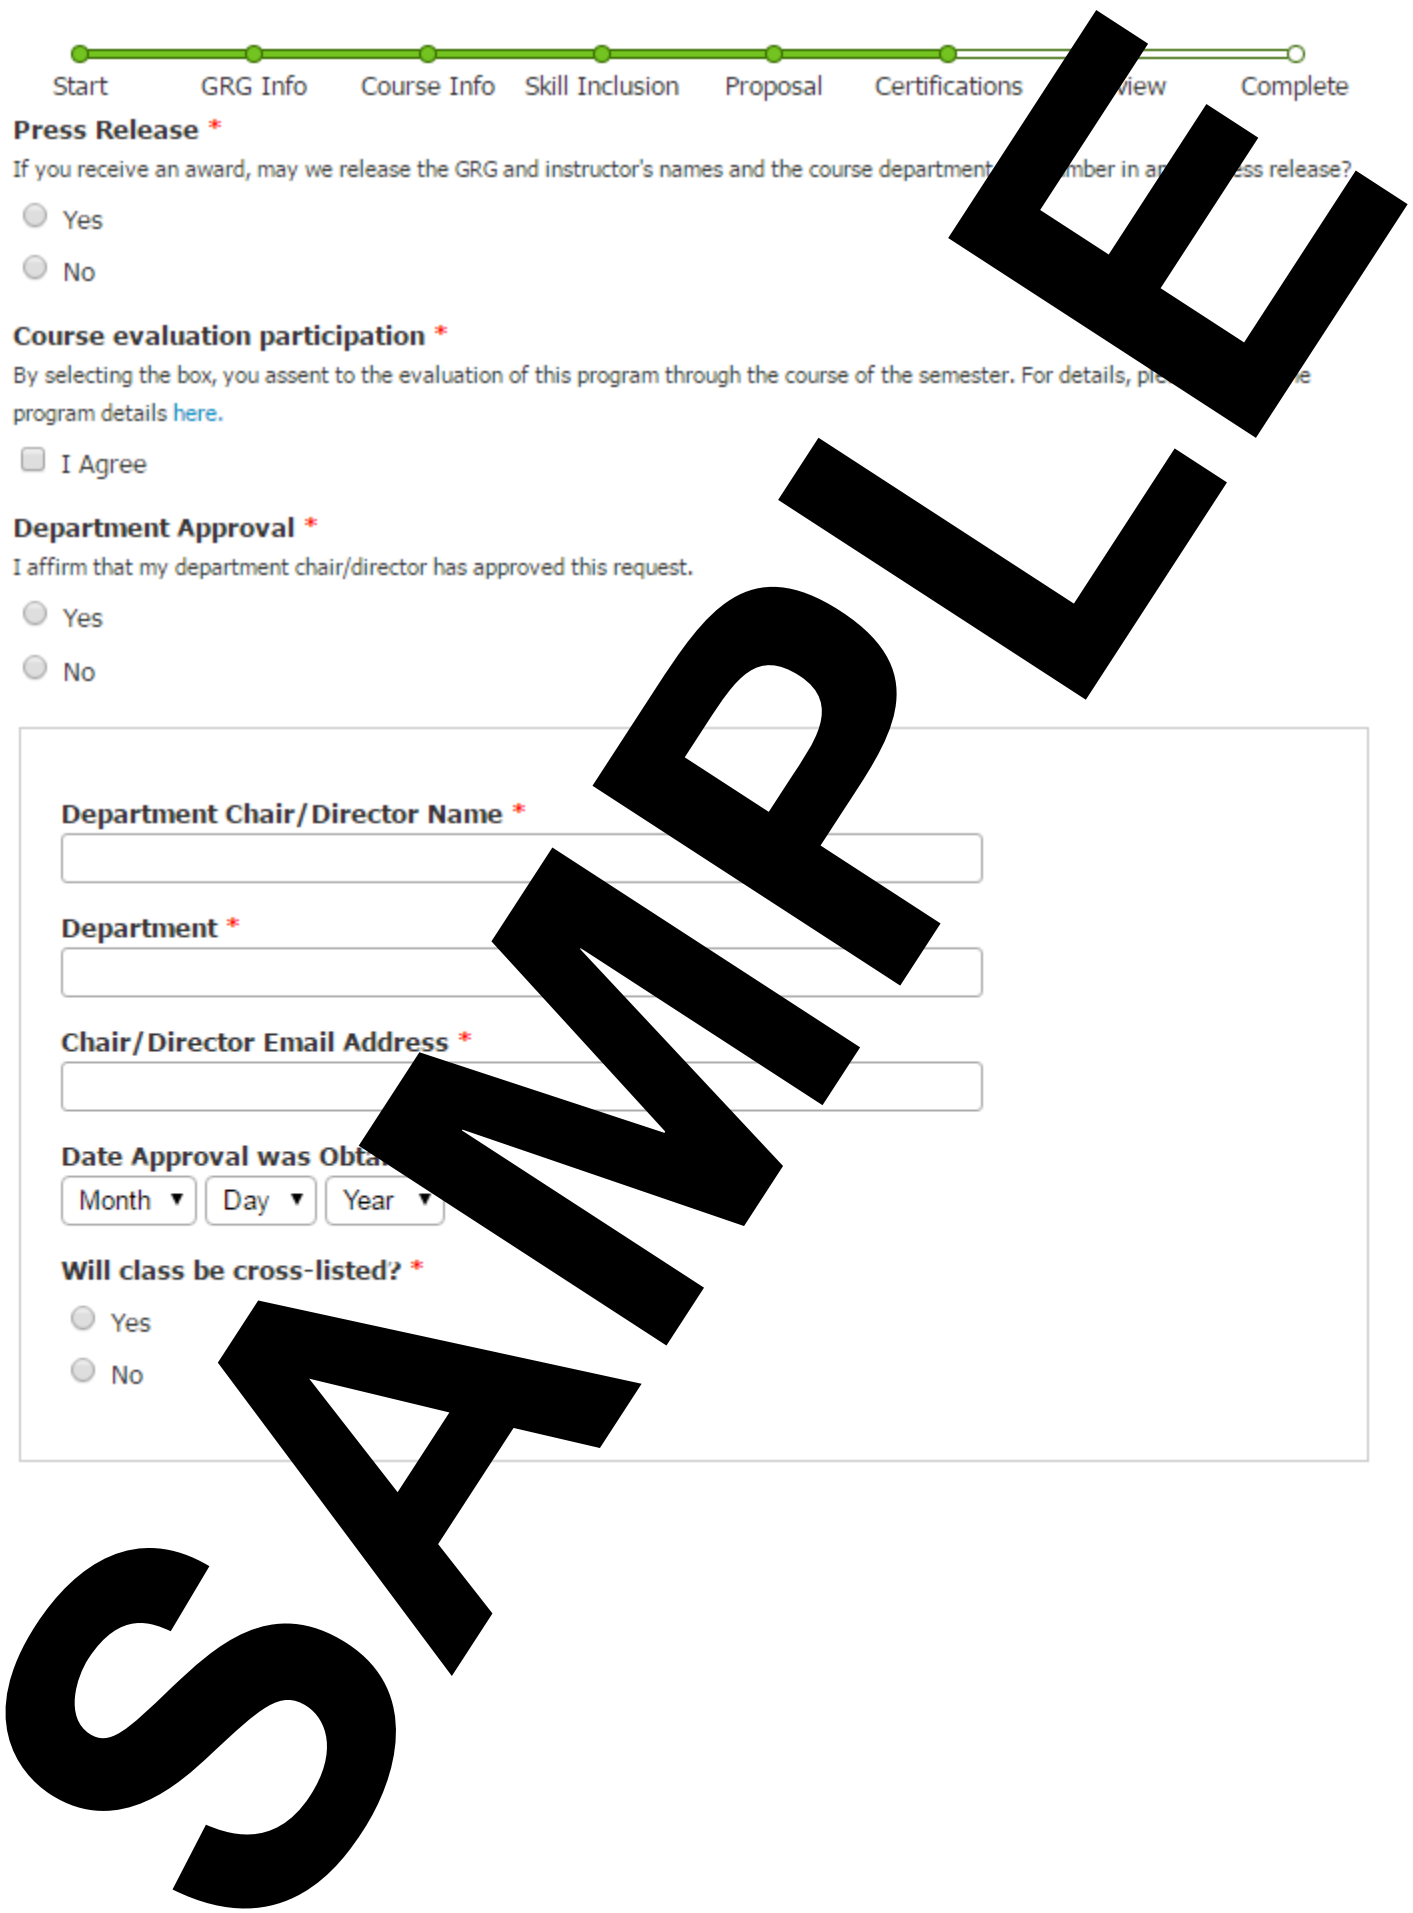 Start GRG Info Course Info Skill Inclusion Proposal Certifications Complete
Press Release *
If you receive an award, may we release the GRG and instructor's names and the course department in release?
Yes
No
Course evaluation participation *
By selecting the box, you assent to the evaluation of this program through the course of the semester. For details,
program details here.
I Agree
Department Approval *
I affirm that my department chair/director has approved this request.
Yes
No
Department Chair/Director Name *
Department *
Chair/Director Email Address *
Date Approval was
Month Day Year
Will class be cross-listed? *
Yes
No
SAMPLE